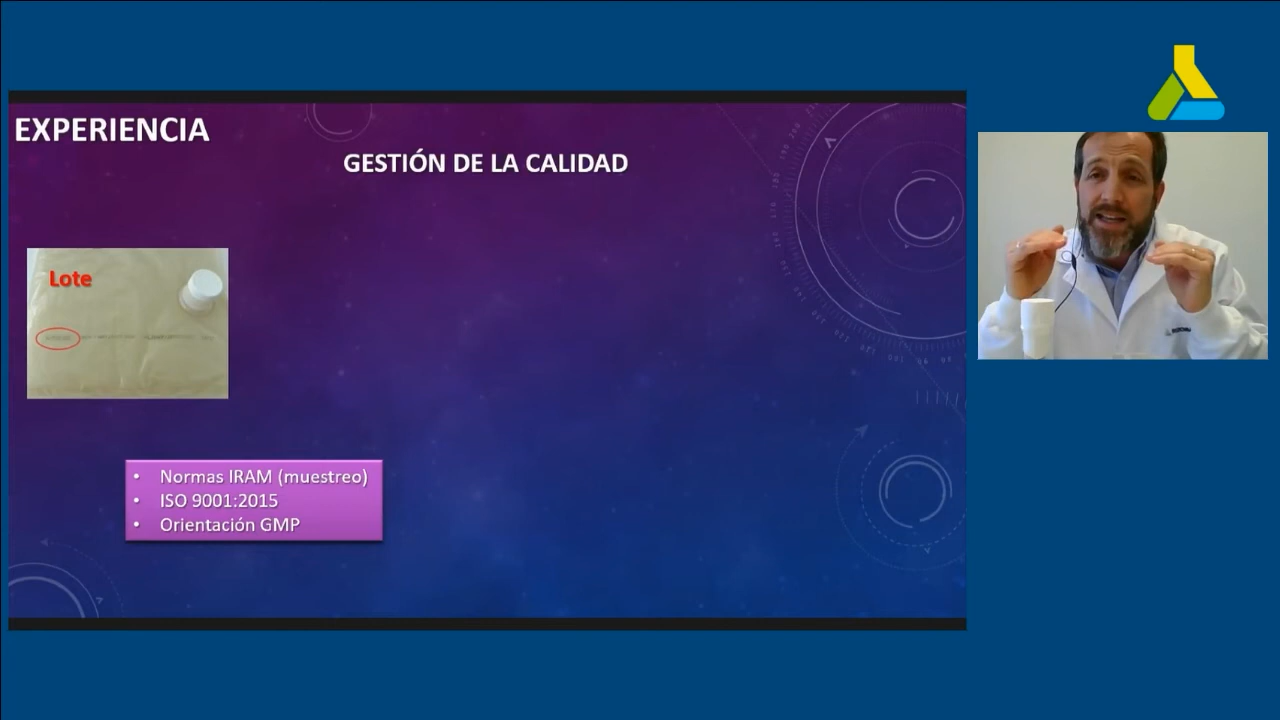 EXPERIENCIA
GESTIÓN DE LA CALIDAD
Lote
• Normas IRAM (muestreo)
• ISO 9001:2015
• Orientación GMP